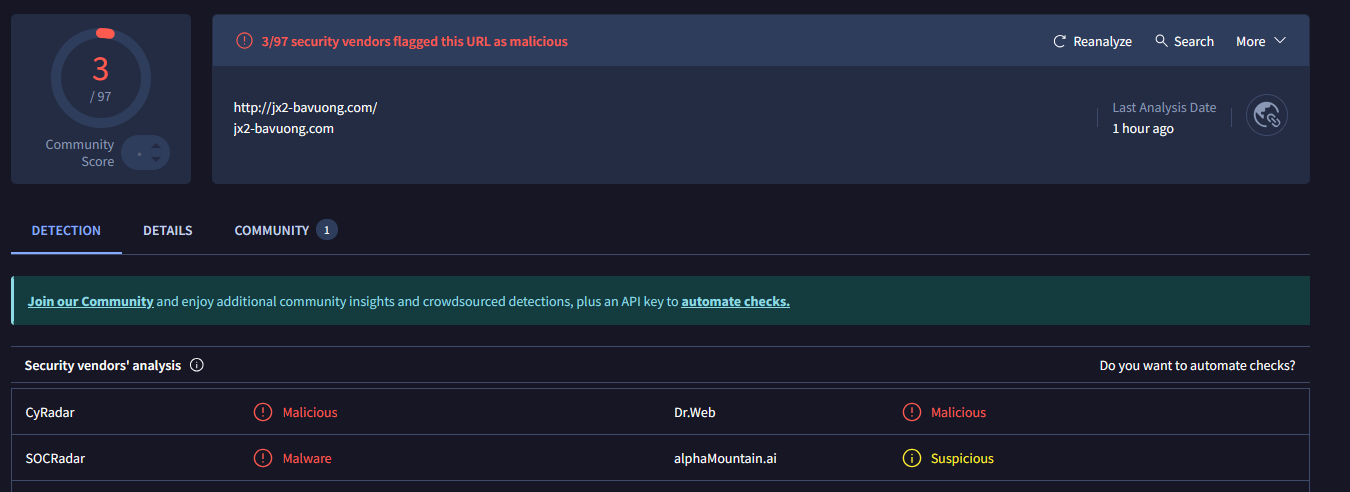 3
/ 97
Community
Score
3/97 security vendors flagged this URL as malicious
Reanalyze
Search
More
http://jx2-bavuong.com/
jx2-bavuong.com
Last Analysis Date
1 hour ago
DETECTION
DETAILS
COMMUNITY 1
Join our Community and enjoy additional community insights and crowdsourced detections, plus an API key to automate checks.
Security vendors' analysis
Do you want to automate checks?
CyRadar
Malicious
Dr.Web
Malicious
SOCRadar
Malware
alphaMountain.ai
Suspicious